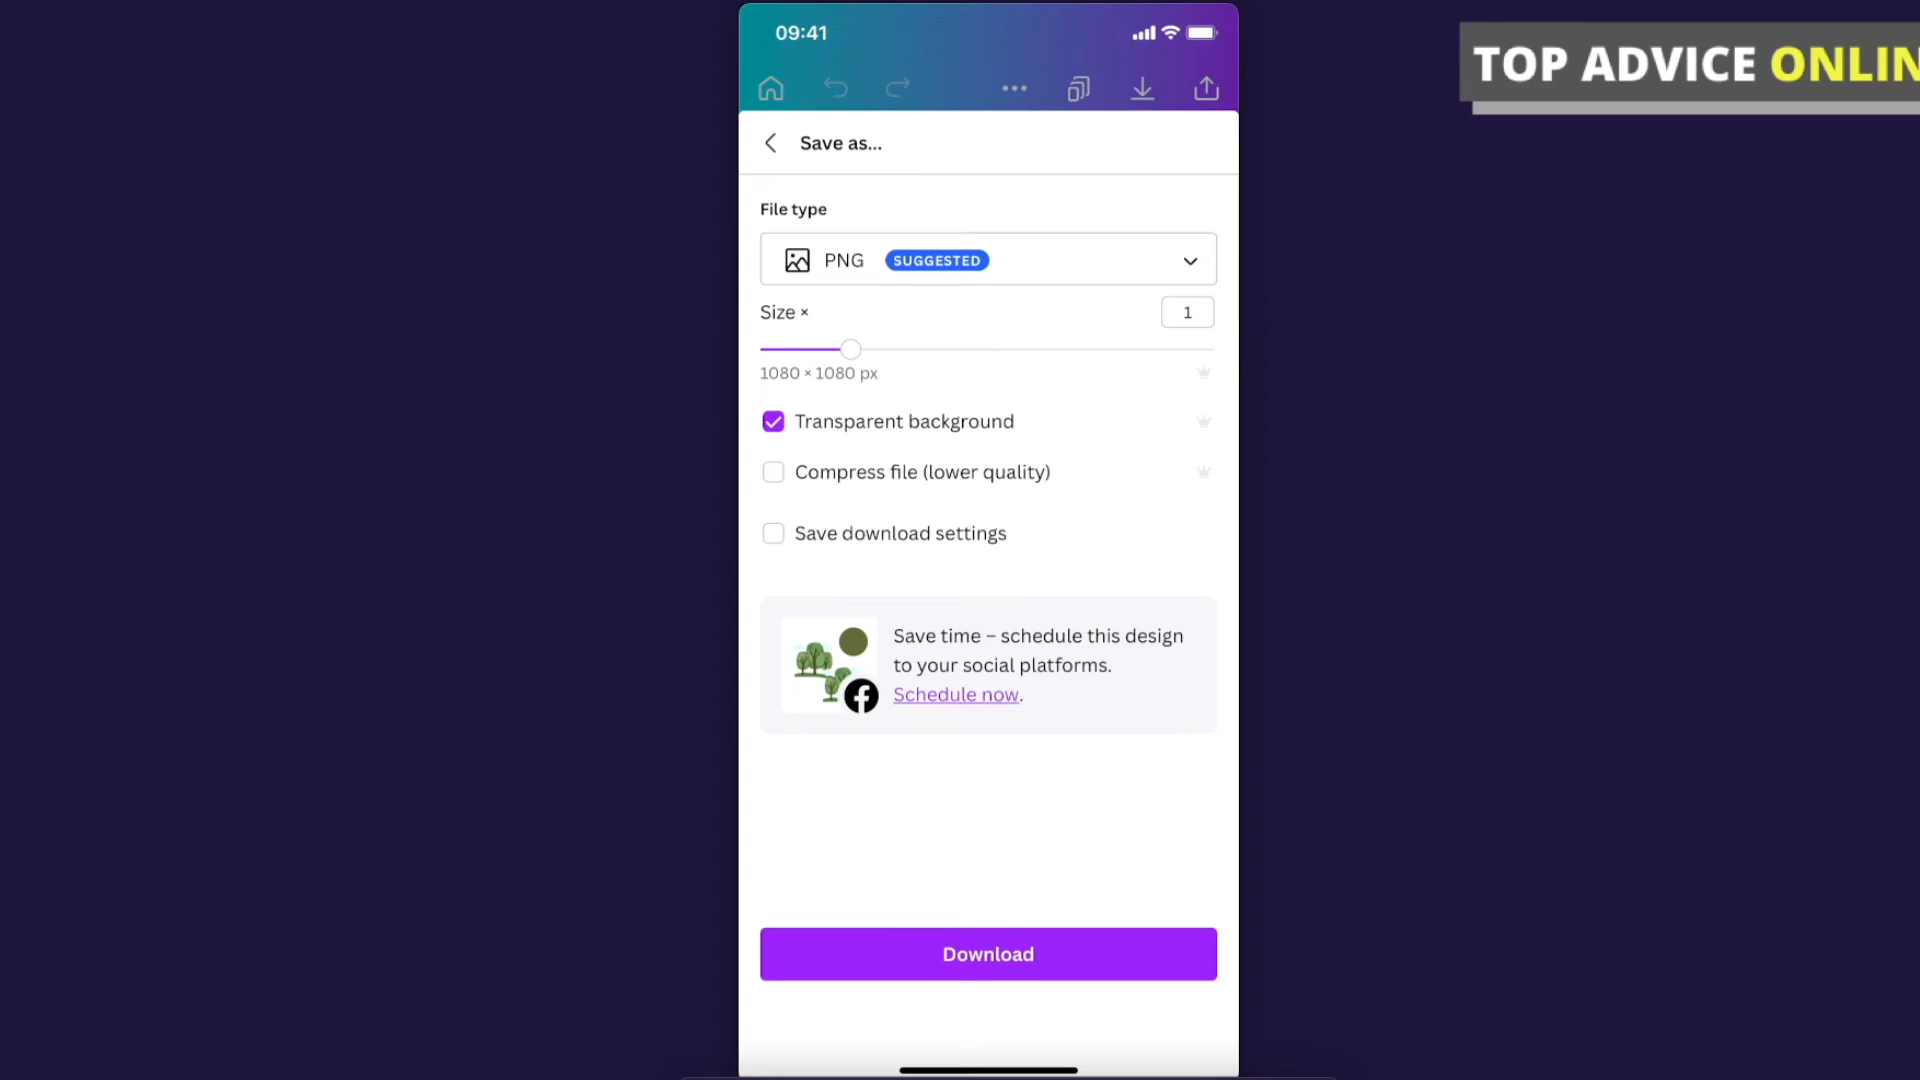 09:41
TOP ADVICE ONLIN
Save as...
File type
PNG SUGGESTED
Size × 1
1080 × 1080 px
Transparent background
Compress file (lower quality)
Save download settings
Save time – schedule this design
to your social platforms.
Schedule now.
Download